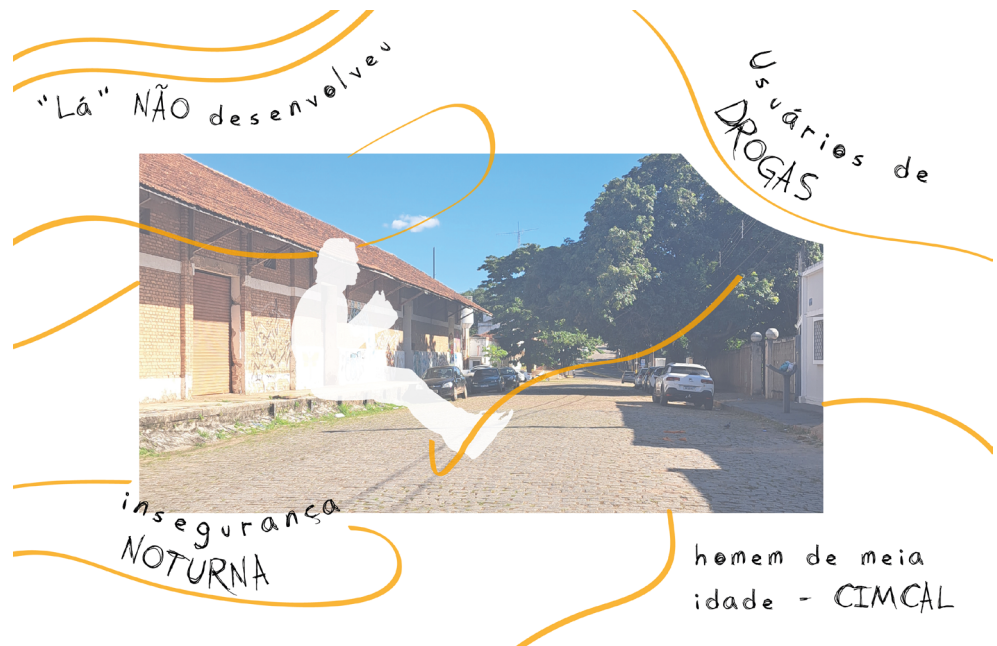 "Lá" NÃO desenvolveu
Usuários de
DROGAS
insegurança
NOTURNA
homem de meia
idade - CIMCAL